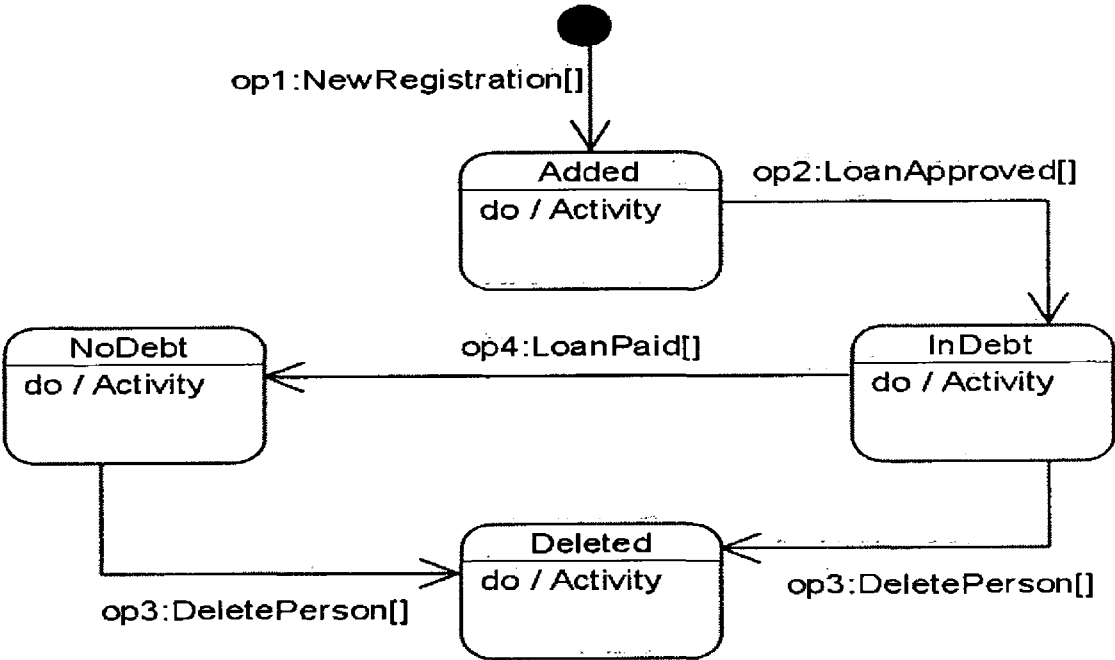 op1:NewRegistration[]
Added
do / Activity
op2:LoanApproved[]
NoDebt
do / Activity
op4:LoanPaid[]
InDebt
do / Activity
Deleted
do / Activity
op3:DeletePerson[]
op3:DeletePerson[]